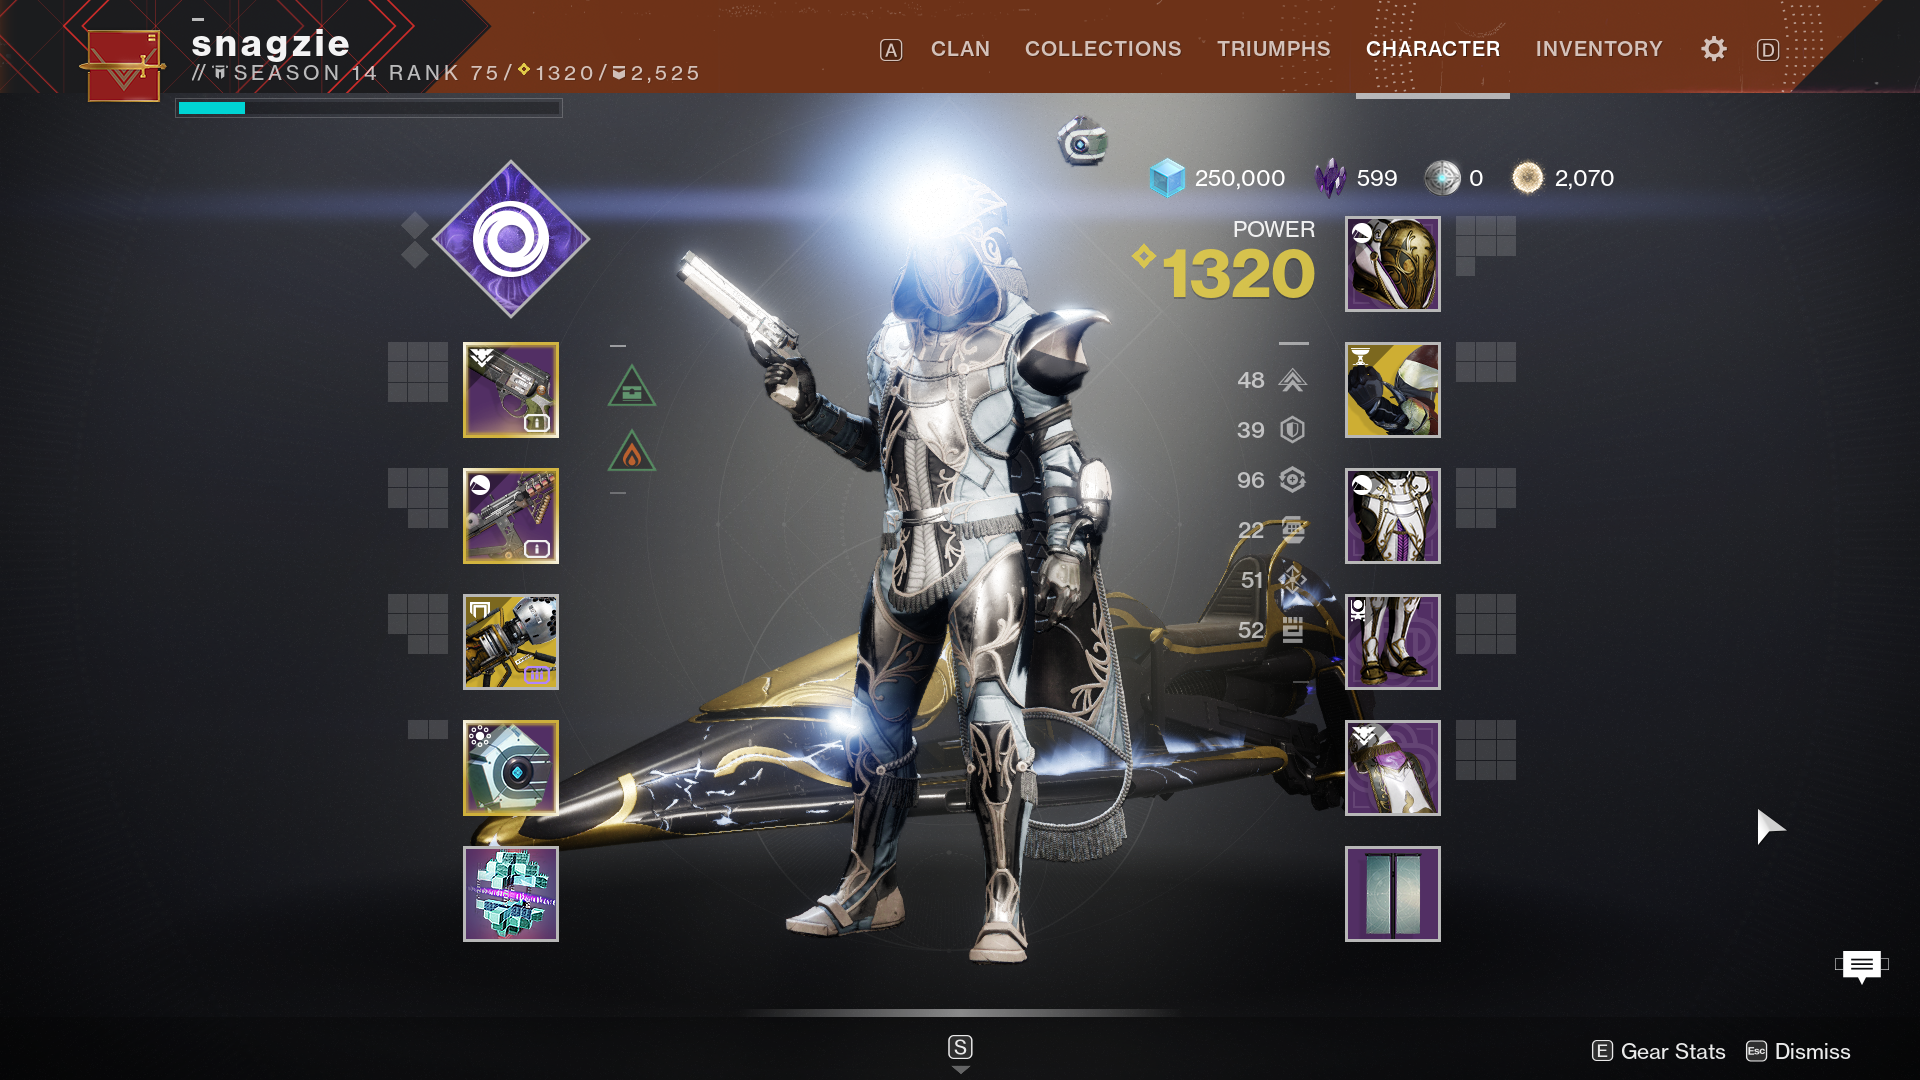 snagzie
// SEASON 14 RANK 75/1320/2,525
A CLAN COLLECTIONS TRIUMPHS CHARACTER INVENTORY D
250,000 599 0 2,070
POWER
1320
48
39
96
22
51
52
S
E Gear Stats Esc Dismiss